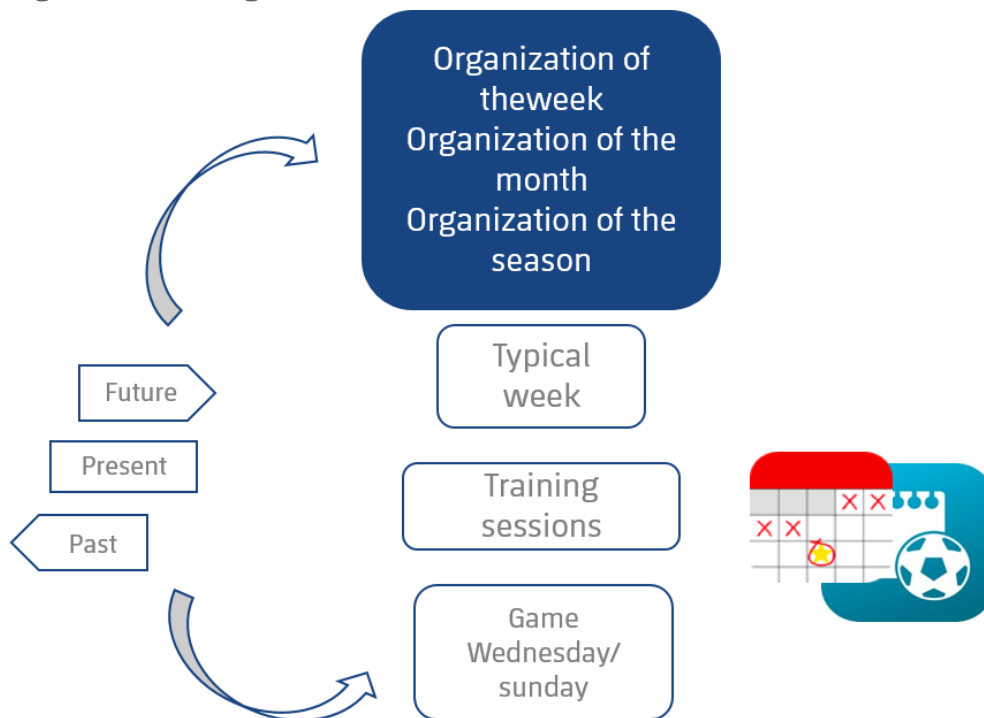 Organization of
theweek
Organization of the
month
Organization of the
season
Typical
week
Future
Present
Training
sessions
Past
Game
Wednesday/
sunday